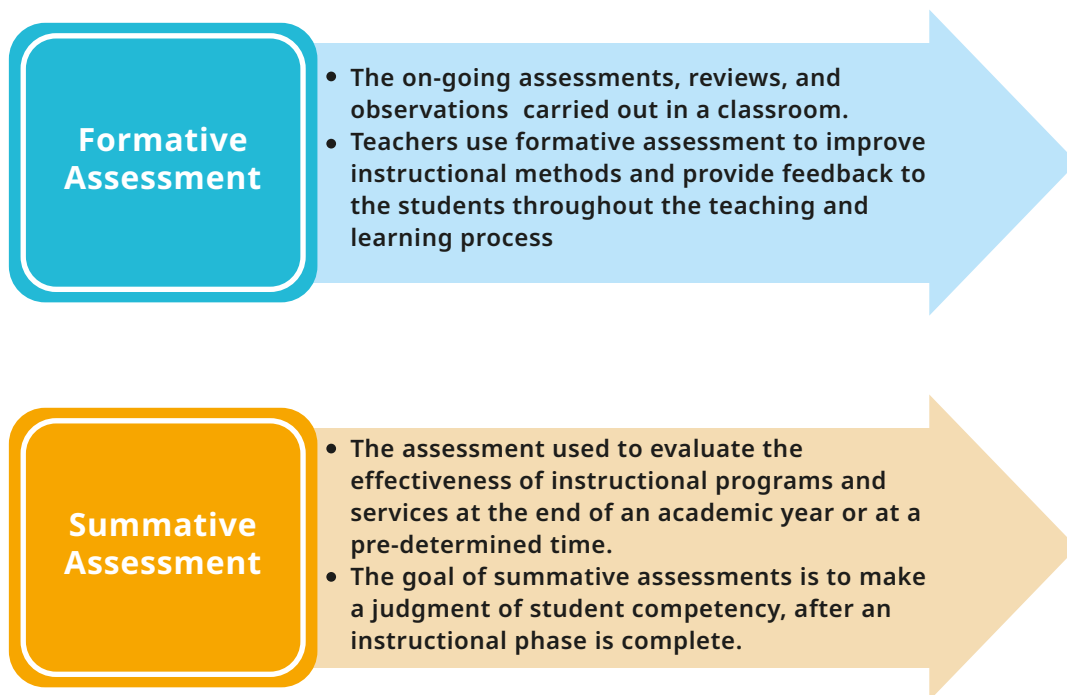 Formative
Assessment
• The on-going assessments, reviews, and
observations  carried out in a classroom.
• Teachers use formative assessment to improve
instructional methods and provide feedback to
the students throughout the teaching and
learning process
Summative
Assessment
• The assessment used to evaluate the
effectiveness of instructional programs and
services at the end of an academic year or at a
pre-determined time.
• The goal of summative assessments is to make
a judgment of student competency, after an
instructional phase is complete.